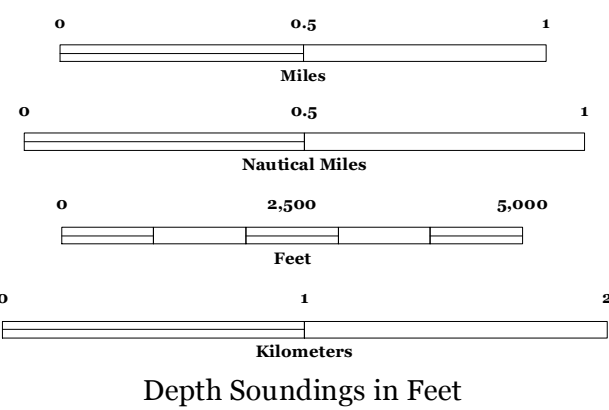 0 0.5 1
Miles
0 0.5 1
Nautical Miles
0 2,500 5,000
Feet
0 1 2
Kilometers
Depth Soundings in Feet